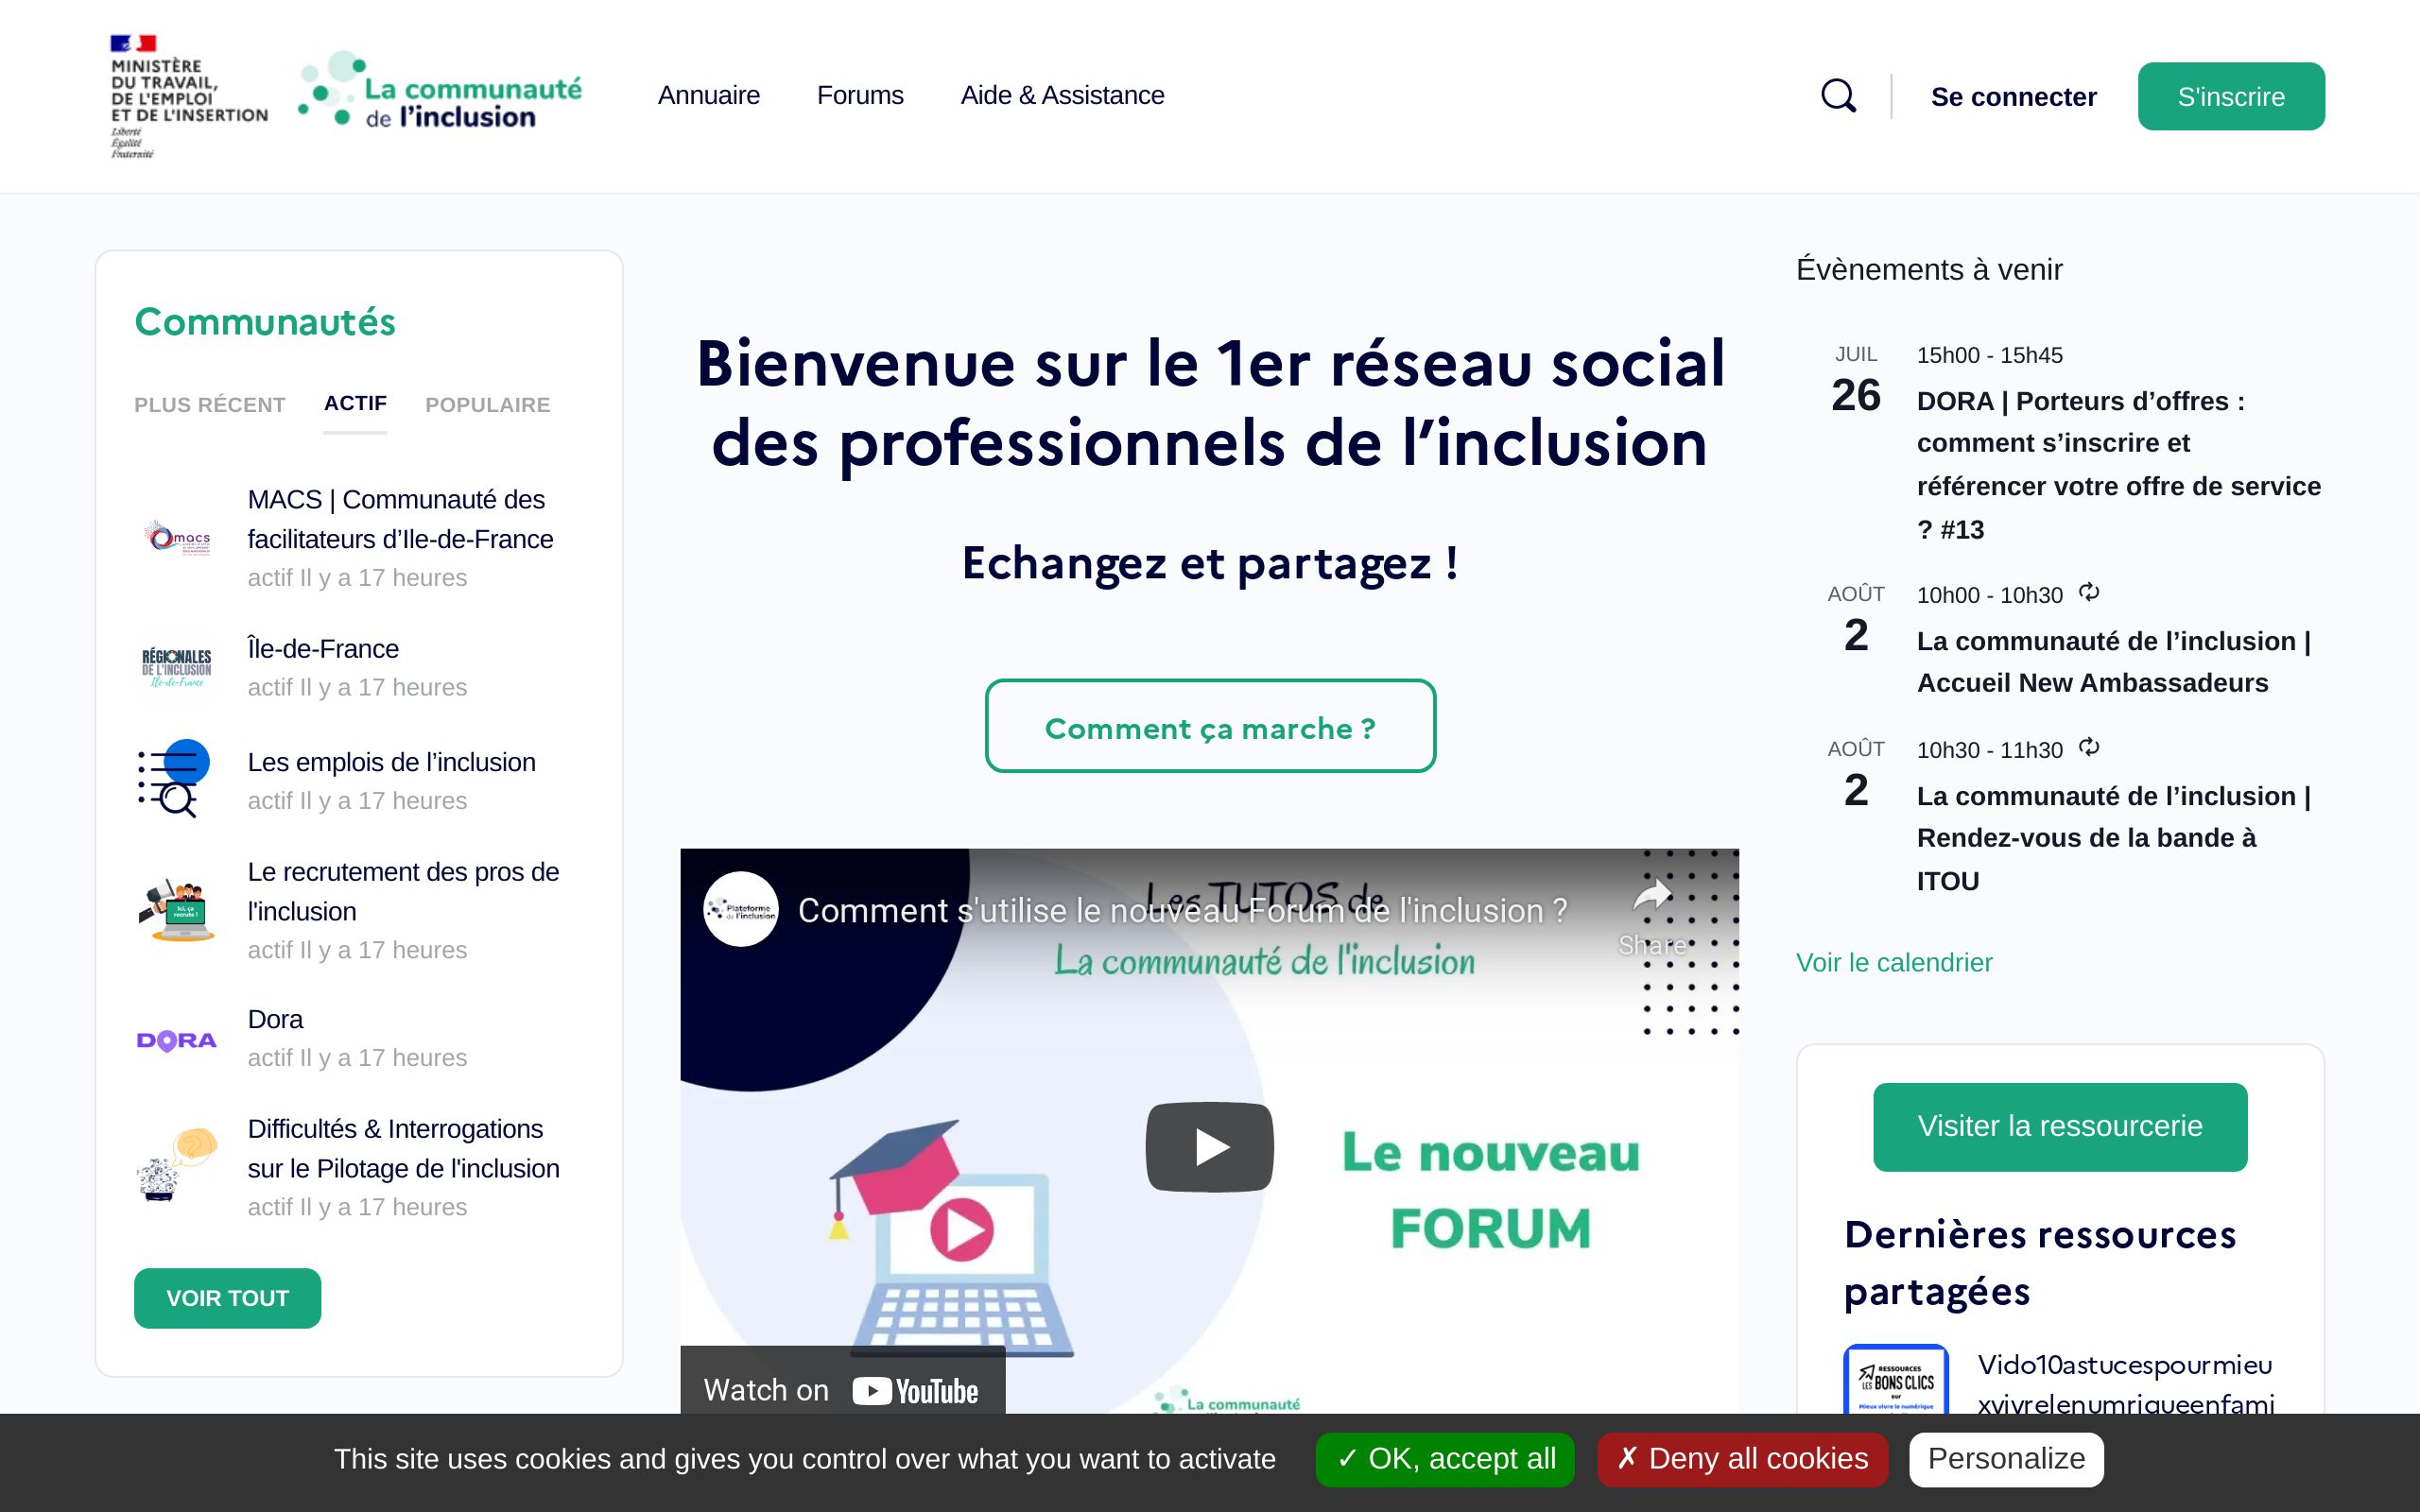 MINISTÈRE
DU TRAVAIL,
DE L'EMPLOI
ET DE L'INSERTION
Liberté
Égalité
Fraternité
La communauté
de l'inclusion
Annuaire
Forums
Aide & Assistance
Se connecter
S'inscrire
Communautés
PLUS RÉCENT
ACTIF
POPULAIRE
macs
MACS | Communauté des
facilitateurs d’Ile-de-France
actif Il y a 17 heures
RÉGIONALES
DE L'INCLUSION
Île-de-France
Île-de-France
actif Il y a 17 heures
Les emplois de l’inclusion
actif Il y a 17 heures
Ici, ça
recrute !
Le recrutement des pros de
l'inclusion
actif Il y a 17 heures
DORA
Dora
actif Il y a 17 heures
Difficultés & Interrogations
sur le Pilotage de l'inclusion
actif Il y a 17 heures
VOIR TOUT
Bienvenue sur le 1er réseau social
des professionnels de l’inclusion
Echangez et partagez !
Comment ça marche ?
Plateforme
de l'inclusion
Comment s'utilise le nouveau Forum de l'inclusion ?
Share
Les TUTOS de
La communauté de l'inclusion
Le nouveau
FORUM
Watch on YouTube
La communauté
Évènements à venir
JUIL
26
15h00 - 15h45
DORA | Porteurs d’offres :
comment s’inscrire et
référencer votre offre de service
? #13
AOÛT
2
10h00 - 10h30
La communauté de l’inclusion |
Accueil New Ambassadeurs
AOÛT
2
10h30 - 11h30
La communauté de l’inclusion |
Rendez-vous de la bande à
ITOU
Voir le calendrier
Visiter la ressourcerie
Dernières ressources
partagées
RESSOURCES
LES BONS CLICS
sur
Mieux vivre le numérique
Vido10astucespourmieu
xvivrelenumriqueenfami
This site uses cookies and gives you control over what you want to activate
✓ OK, accept all
✗ Deny all cookies
Personalize